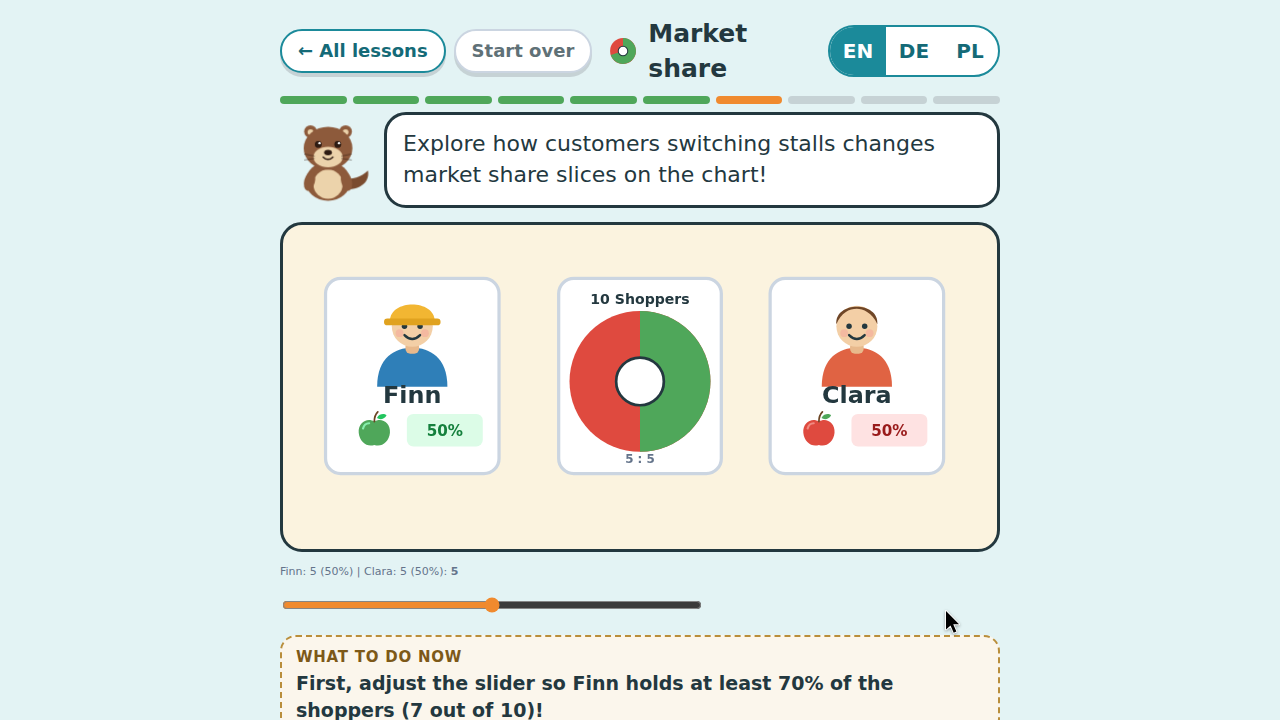 ← All lessons
Start over
Market
share
EN DE PL
Explore how customers switching stalls changes
market share slices on the chart!
Finn
50%
10 Shoppers
5 : 5
Clara
50%
Finn: 5 (50%) | Clara: 5 (50%): 5
WHAT TO DO NOW
First, adjust the slider so Finn holds at least 70% of the
shoppers (7 out of 10)!